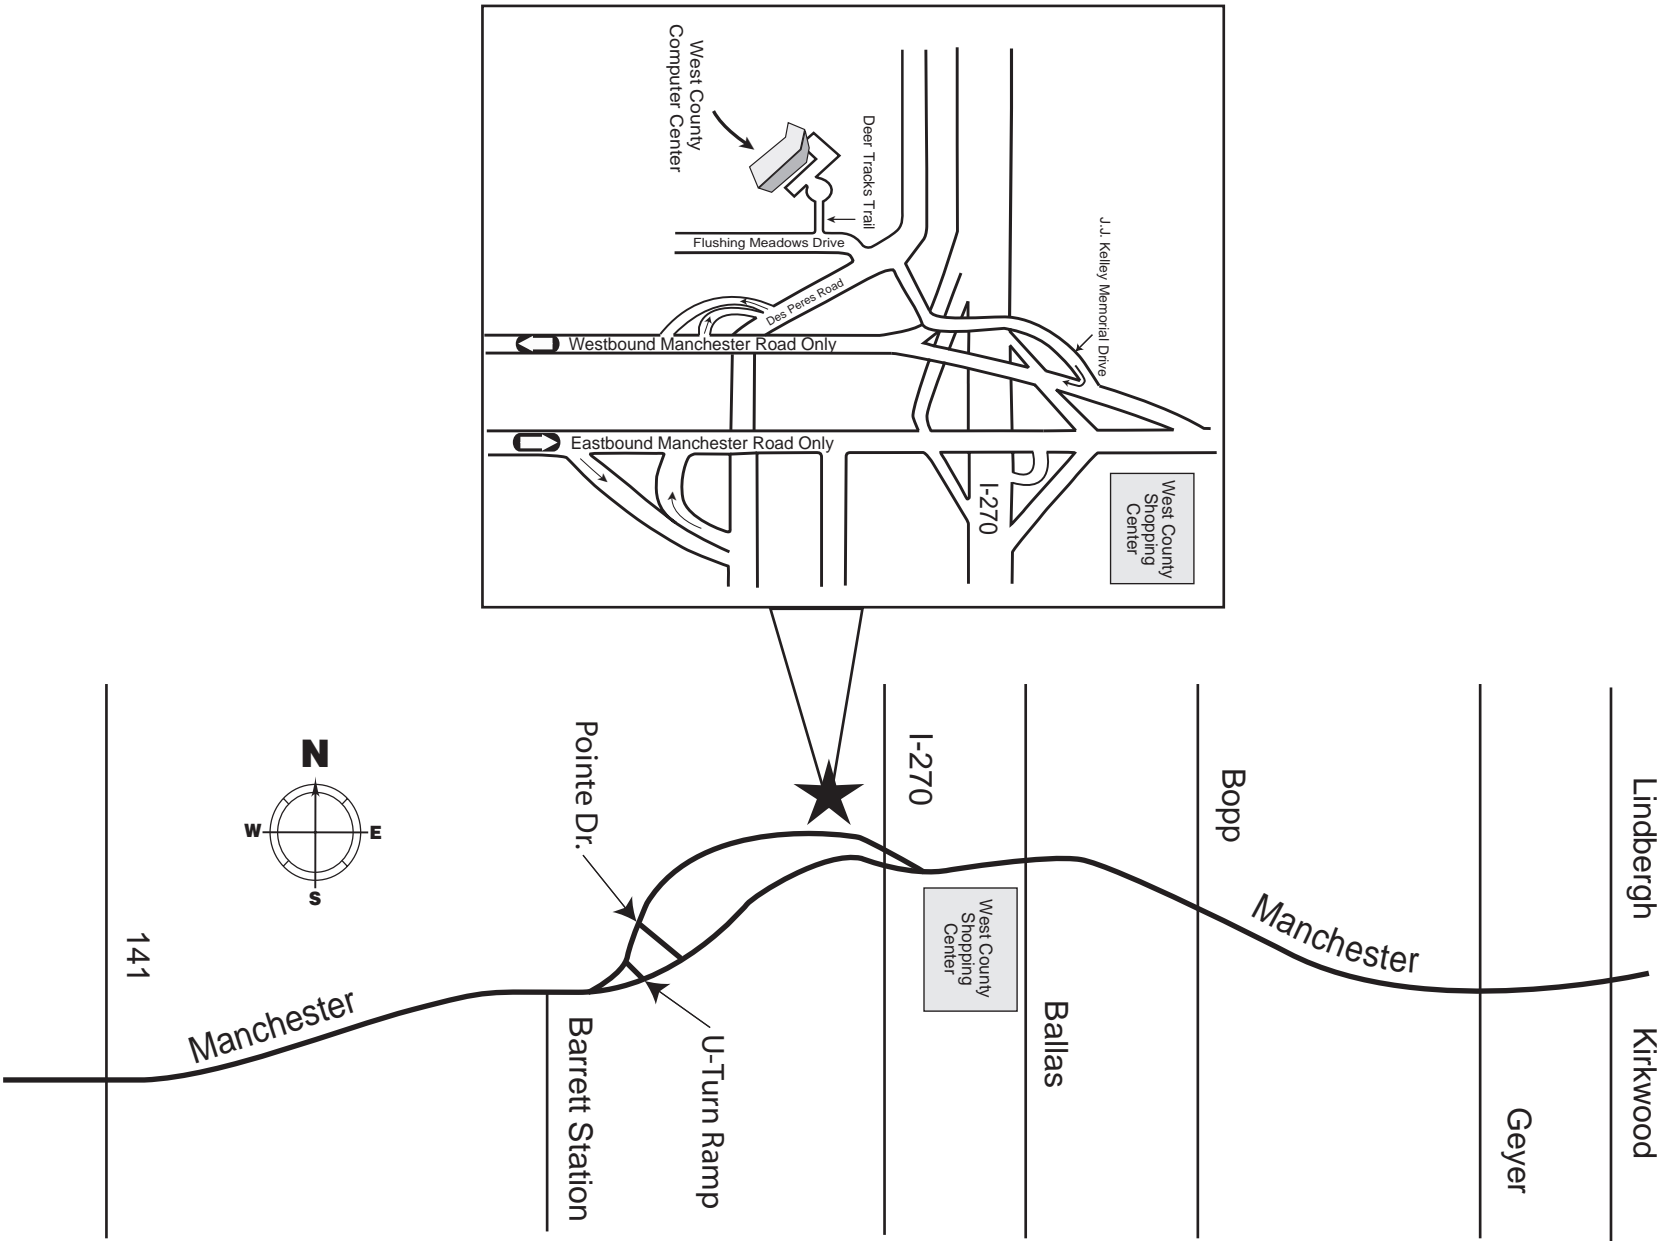 West County
Computer Center
Deer Tracks Trail
J.J. Kelley Memorial Drive
Flushing Meadows Drive
Des Peres Road
Westbound Manchester Road Only
Eastbound Manchester Road Only
I-270
West County
Shopping
Center
N
W
E
S
141
Manchester
Pointe Dr.
Barrett Station
U-Turn Ramp
I-270
West County
Shopping
Center
Ballas
Bopp
Manchester
Geyer
Lindbergh
Kirkwood